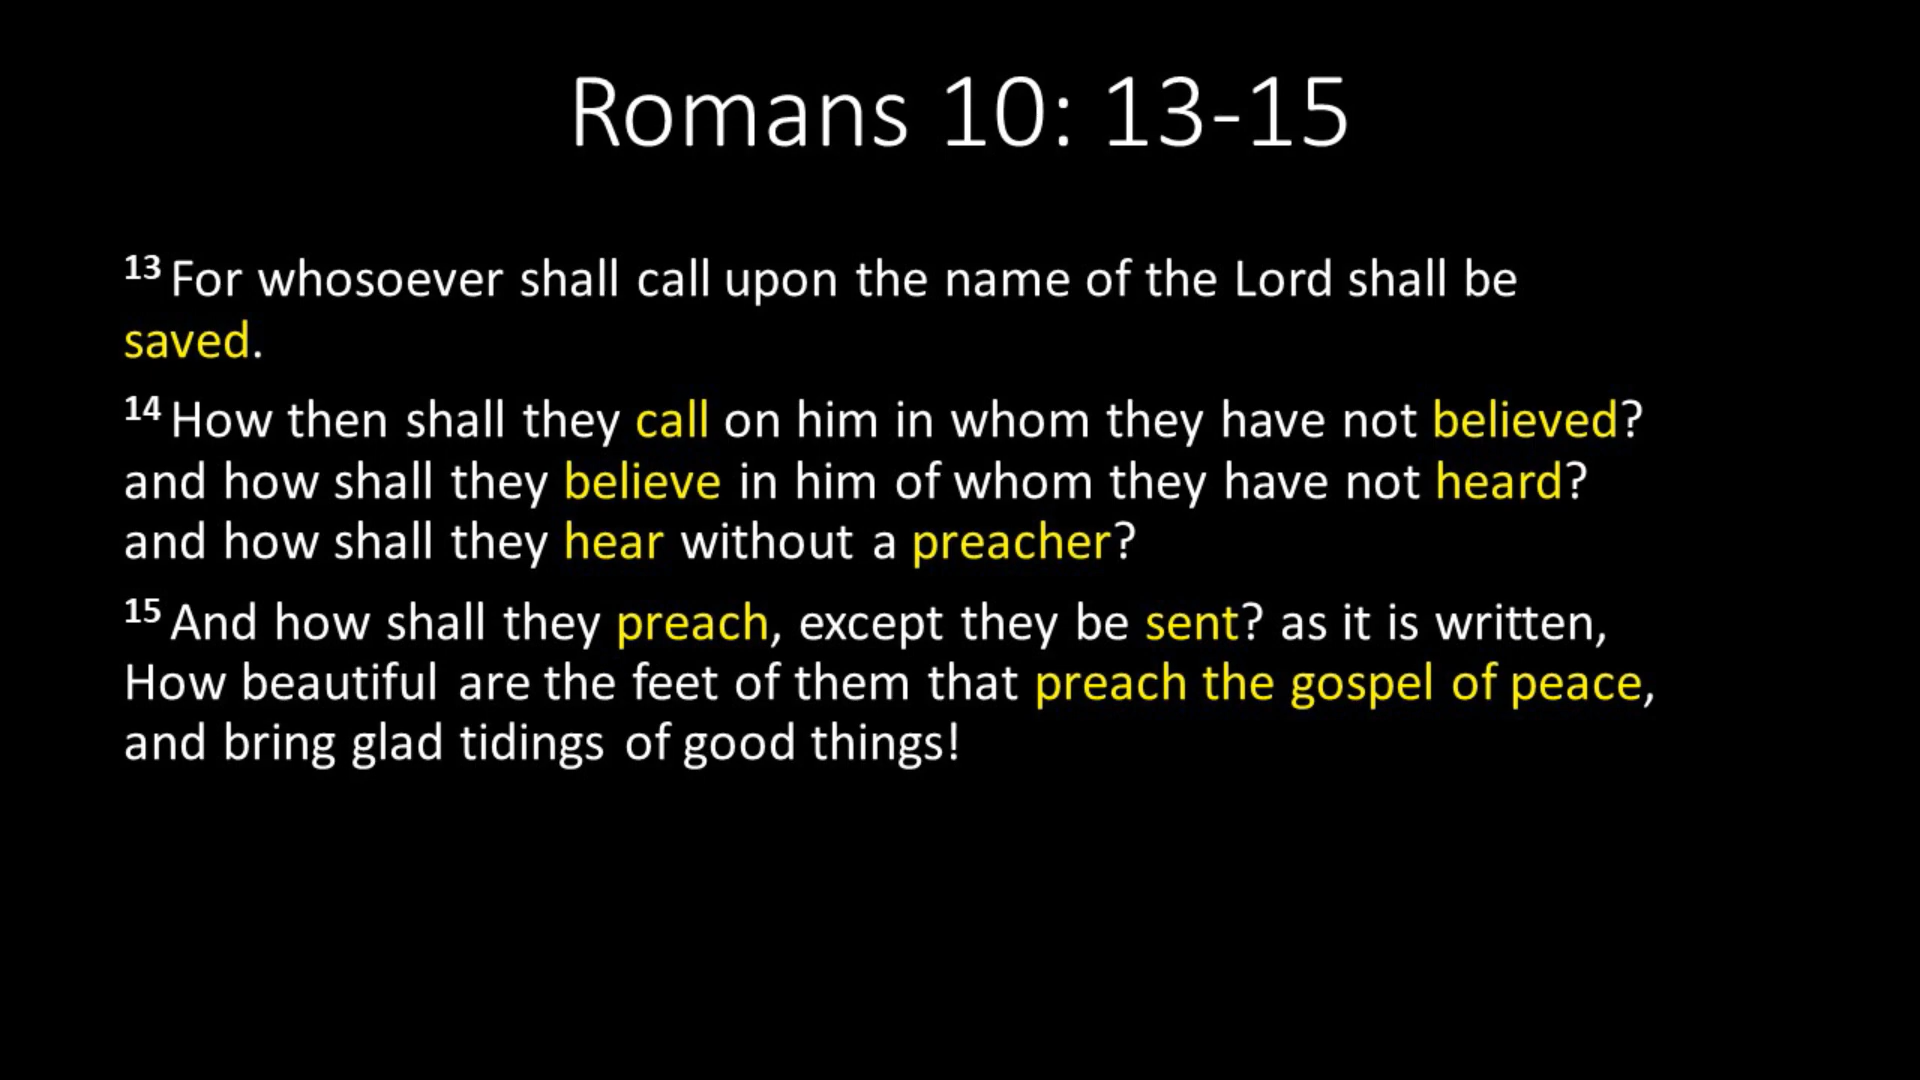 Romans 10: 13-15
13 For whosoever shall call upon the name of the Lord shall be
saved.
14 How then shall they call on him in whom they have not believed?
and how shall they believe in him of whom they have not heard?
and how shall they hear without a preacher?
15 And how shall they preach, except they be sent? as it is written,
How beautiful are the feet of them that preach the gospel of peace,
and bring glad tidings of good things!